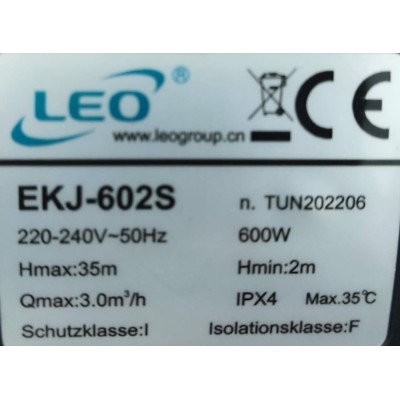 LEO®
www.leogroup.cn
EKJ-602S n. TUN202206
220-240V~50Hz 600W
Hmax:35m Hmin:2m
Qmax:3.0m³/h IPX4 Max.35℃
Schutzklasse:I Isolationsklasse:F